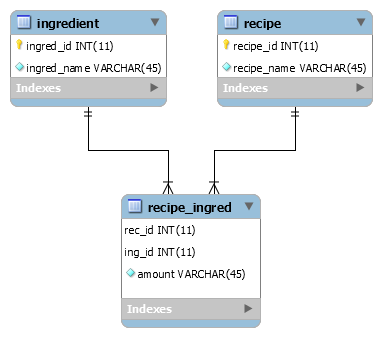 ingredient
ingred_id INT(11)
ingred_name VARCHAR(45)
Indexes
recipe
recipe_id INT(11)
recipe_name VARCHAR(45)
Indexes
recipe_ingred
rec_id INT(11)
ing_id INT(11)
amount VARCHAR(45)
Indexes